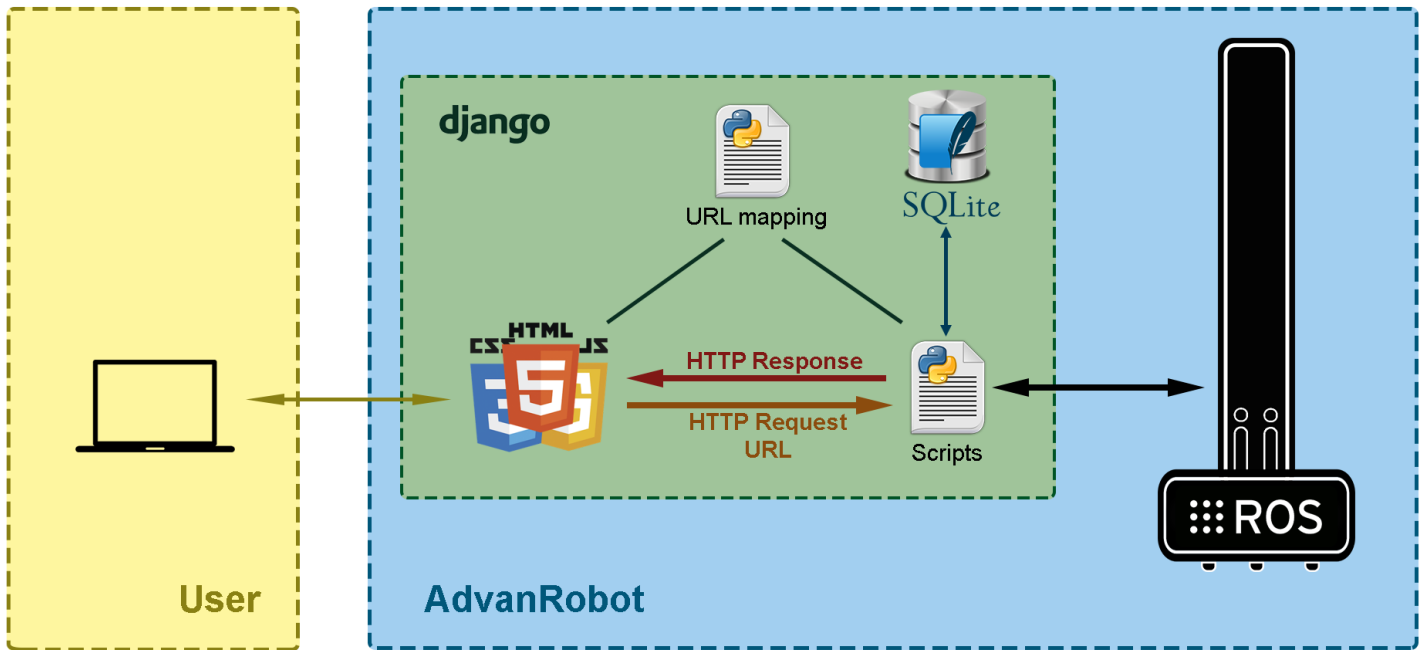 django
URL mapping
SQLite
HTML
CSS JS
HTTP Response
HTTP Request
URL
Scripts
ROS
User
AdvanRobot